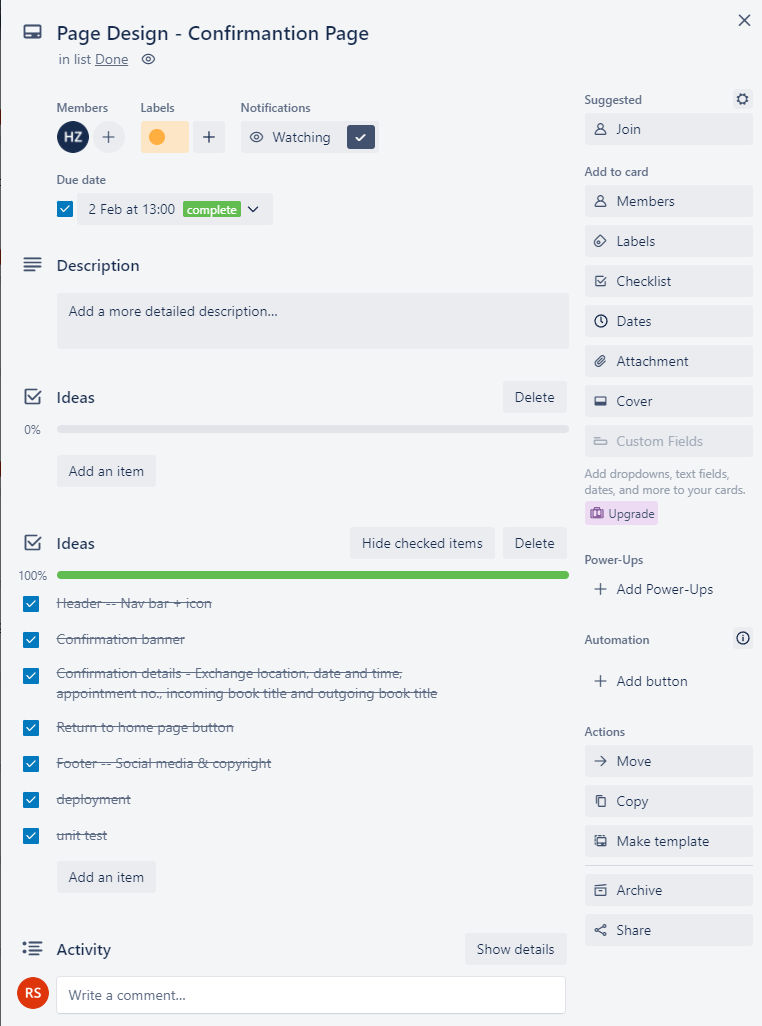 Page Design - Confirmantion Page
in list Done
Members
Labels
Notifications
HZ
Watching
Due date
2 Feb at 13:00 complete
Description
Add a more detailed description…
Ideas
Delete
0%
Add an item
Ideas
Hide checked items
Delete
100%
Header -- Nav bar + icon
Confirmation banner
Confirmation details - Exchange location, date and time,
appointment no., incoming book title and outgoing book title
Return to home page button
Footer -- Social media & copyright
deployment
unit test
Add an item
Activity
Show details
RS
Write a comment…
Suggested
Join
Add to card
Members
Labels
Checklist
Dates
Attachment
Cover
Custom Fields
Add dropdowns, text fields,
dates, and more to your cards.
Upgrade
Power-Ups
Add Power-Ups
Automation
Add button
Actions
Move
Copy
Make template
Archive
Share